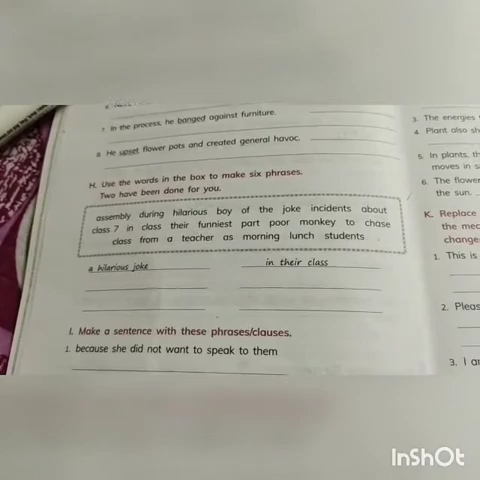 7. In the process, he banged against furniture.
8. He upset flower pots and created general havoc.
H. Use the words in the box to make six phrases.
Two have been done for you.
assembly during hilarious boy of the joke incidents about
class 7 in class their funniest part poor monkey to chase
class from a teacher as morning lunch students
a hilarious joke
in their class
I. Make a sentence with these phrases/clauses.
1. because she did not want to speak to them
3. The energies
4. Plant also sh
5. In plants, th
moves in s
6. The flower
the sun.
K. Replace
the mec
change
1. This is
2. Pleas
3. I ar
InShOt